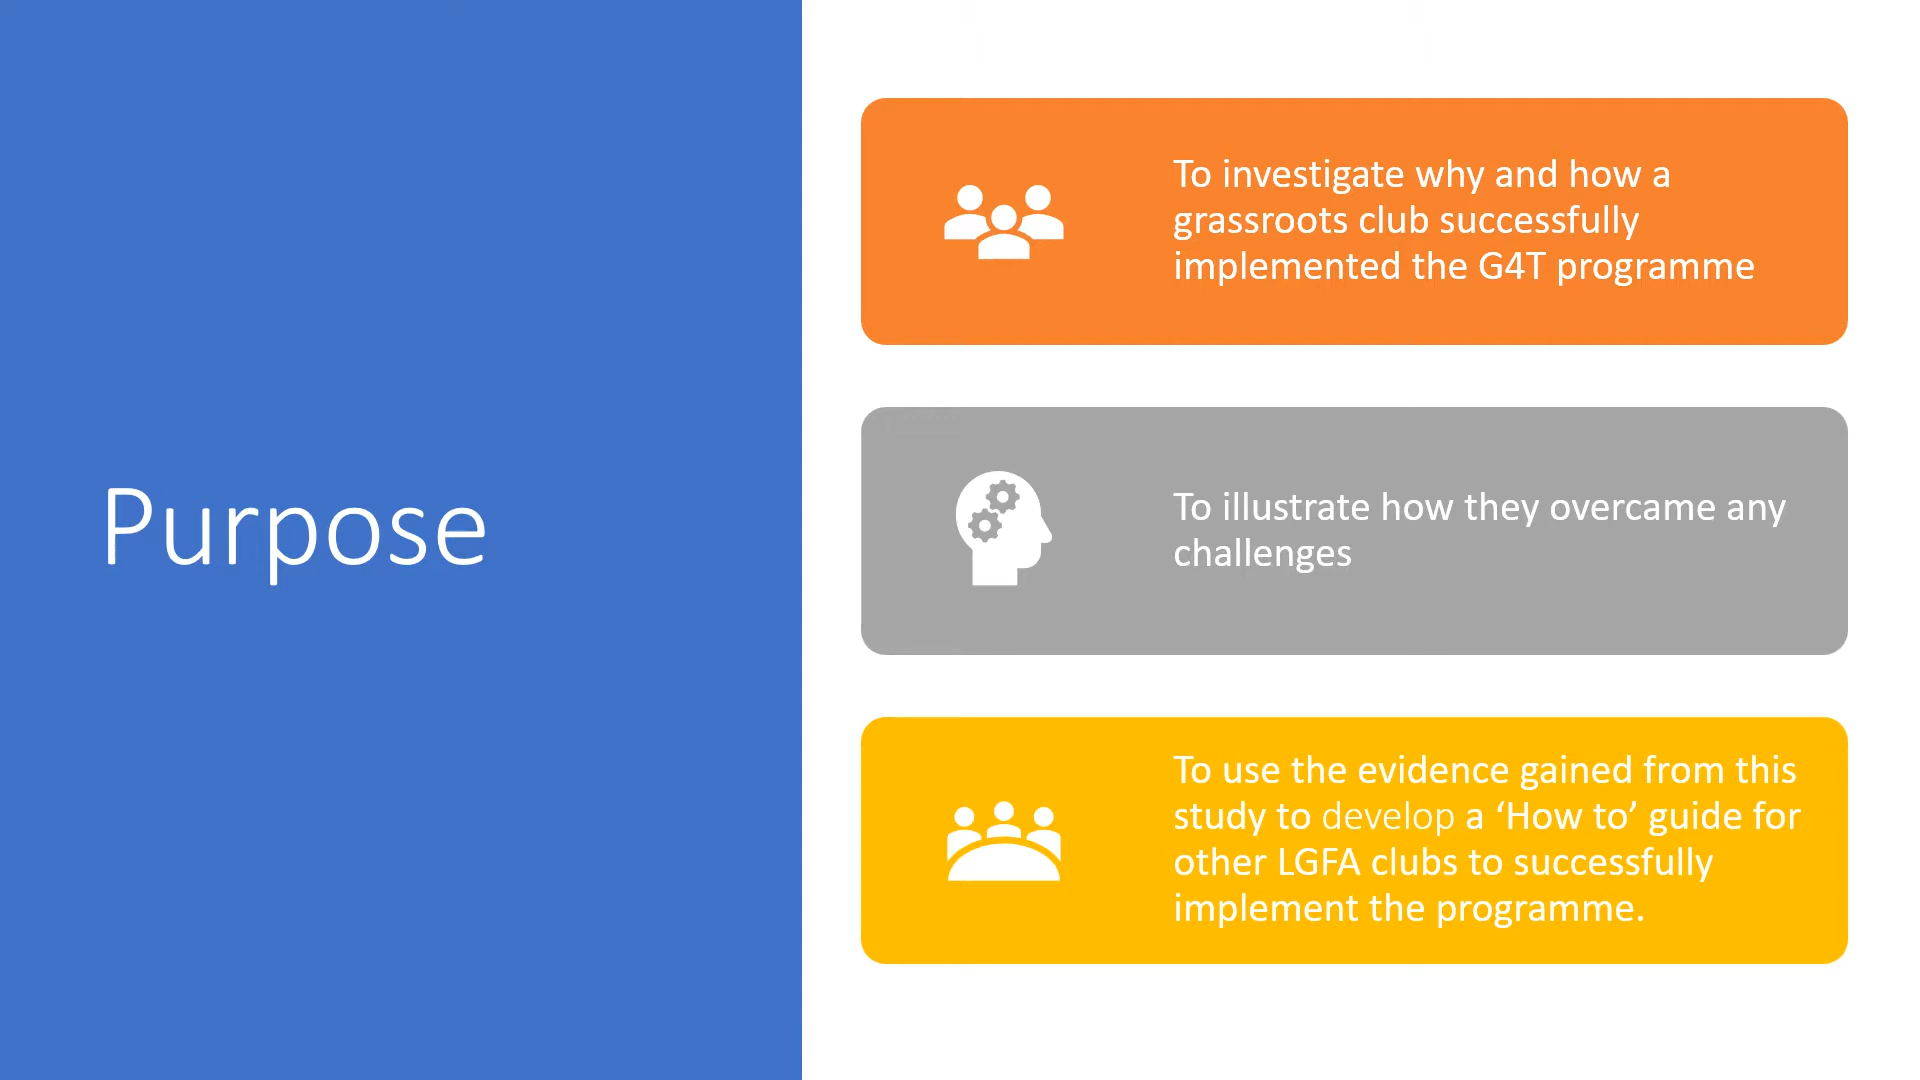 Purpose
To investigate why and how a
grassroots club successfully
implemented the G4T programme
To illustrate how they overcame any
challenges
To use the evidence gained from this
study to develop a ‘How to’ guide for
other LGFA clubs to successfully
implement the programme.